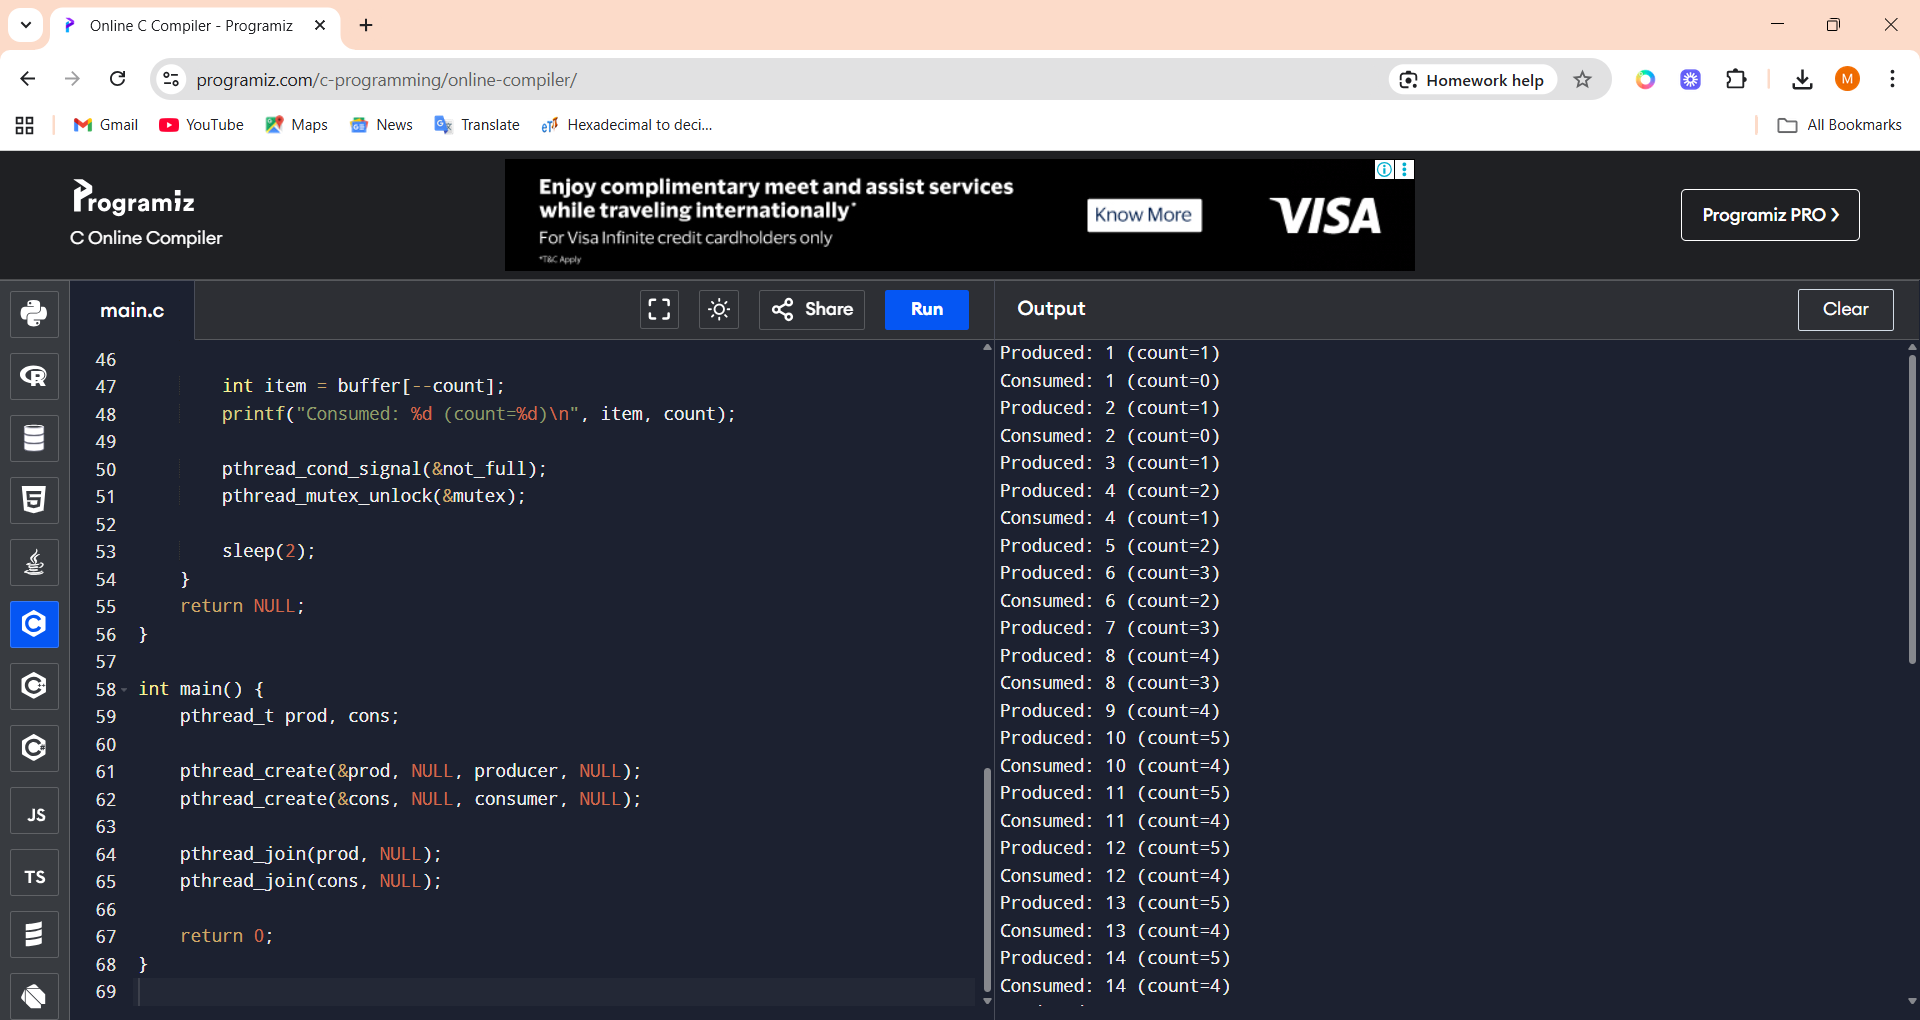 Online C Compiler - Programiz
programiz.com/c-programming/online-compiler/
Homework help
M
Gmail
YouTube
Maps
News
Translate
Hexadecimal to deci...
All Bookmarks
Programiz
C Online Compiler
Enjoy complimentary meet and assist services
while traveling internationally*
For Visa Infinite credit cardholders only
*T&C Apply
Know More
VISA
Programiz PRO
main.c
Share
Run
Output
Clear
JS
TS
46
47 int item = buffer[--count];
48 printf("Consumed: %d (count=%d)\n", item, count);
49
50 pthread_cond_signal(&not_full);
51 pthread_mutex_unlock(&mutex);
52
53 sleep(2);
54 }
55 return NULL;
56 }
57
58 int main() {
59 pthread_t prod, cons;
60
61 pthread_create(&prod, NULL, producer, NULL);
62 pthread_create(&cons, NULL, consumer, NULL);
63
64 pthread_join(prod, NULL);
65 pthread_join(cons, NULL);
66
67 return 0;
68 }
69
Produced: 1 (count=1)
Consumed: 1 (count=0)
Produced: 2 (count=1)
Consumed: 2 (count=0)
Produced: 3 (count=1)
Produced: 4 (count=2)
Consumed: 4 (count=1)
Produced: 5 (count=2)
Produced: 6 (count=3)
Consumed: 6 (count=2)
Produced: 7 (count=3)
Produced: 8 (count=4)
Consumed: 8 (count=3)
Produced: 9 (count=4)
Produced: 10 (count=5)
Consumed: 10 (count=4)
Produced: 11 (count=5)
Consumed: 11 (count=4)
Produced: 12 (count=5)
Consumed: 12 (count=4)
Produced: 13 (count=5)
Consumed: 13 (count=4)
Produced: 14 (count=5)
Consumed: 14 (count=4)